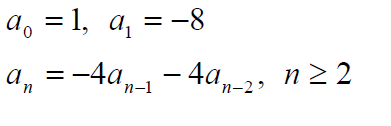 a₀ = 1, a₁ = −8
aₙ = −4aₙ₋₁ − 4aₙ₋₂, n ≥ 2